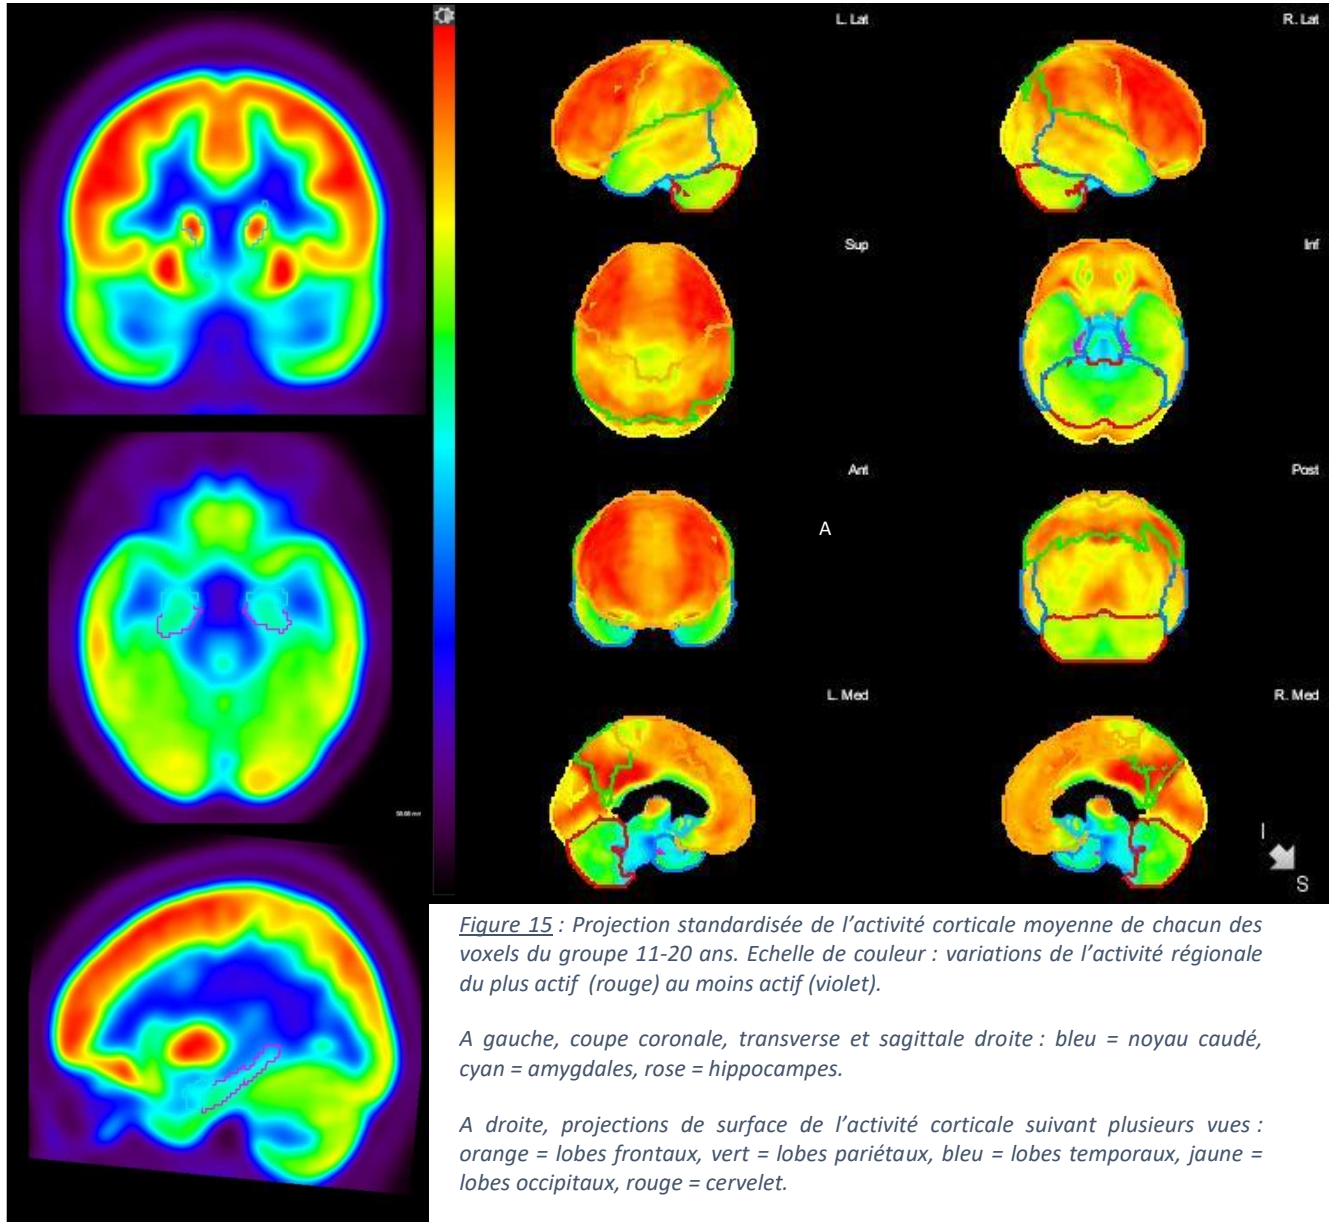 L. Lat
R. Lat
Sup
Inf
Ant
Post
A
L. Med
R. Med
I
S
Figure 15 : Projection standardisée de l’activité corticale moyenne de chacun des
voxels du groupe 11-20 ans. Echelle de couleur : variations de l’activité régionale
du plus actif (rouge) au moins actif (violet).
A gauche, coupe coronale, transverse et sagittale droite : bleu = noyau caudé,
cyan = amygdales, rose = hippocampes.
A droite, projections de surface de l’activité corticale suivant plusieurs vues :
orange = lobes frontaux, vert = lobes pariétaux, bleu = lobes temporaux, jaune =
lobes occipitaux, rouge = cervelet.